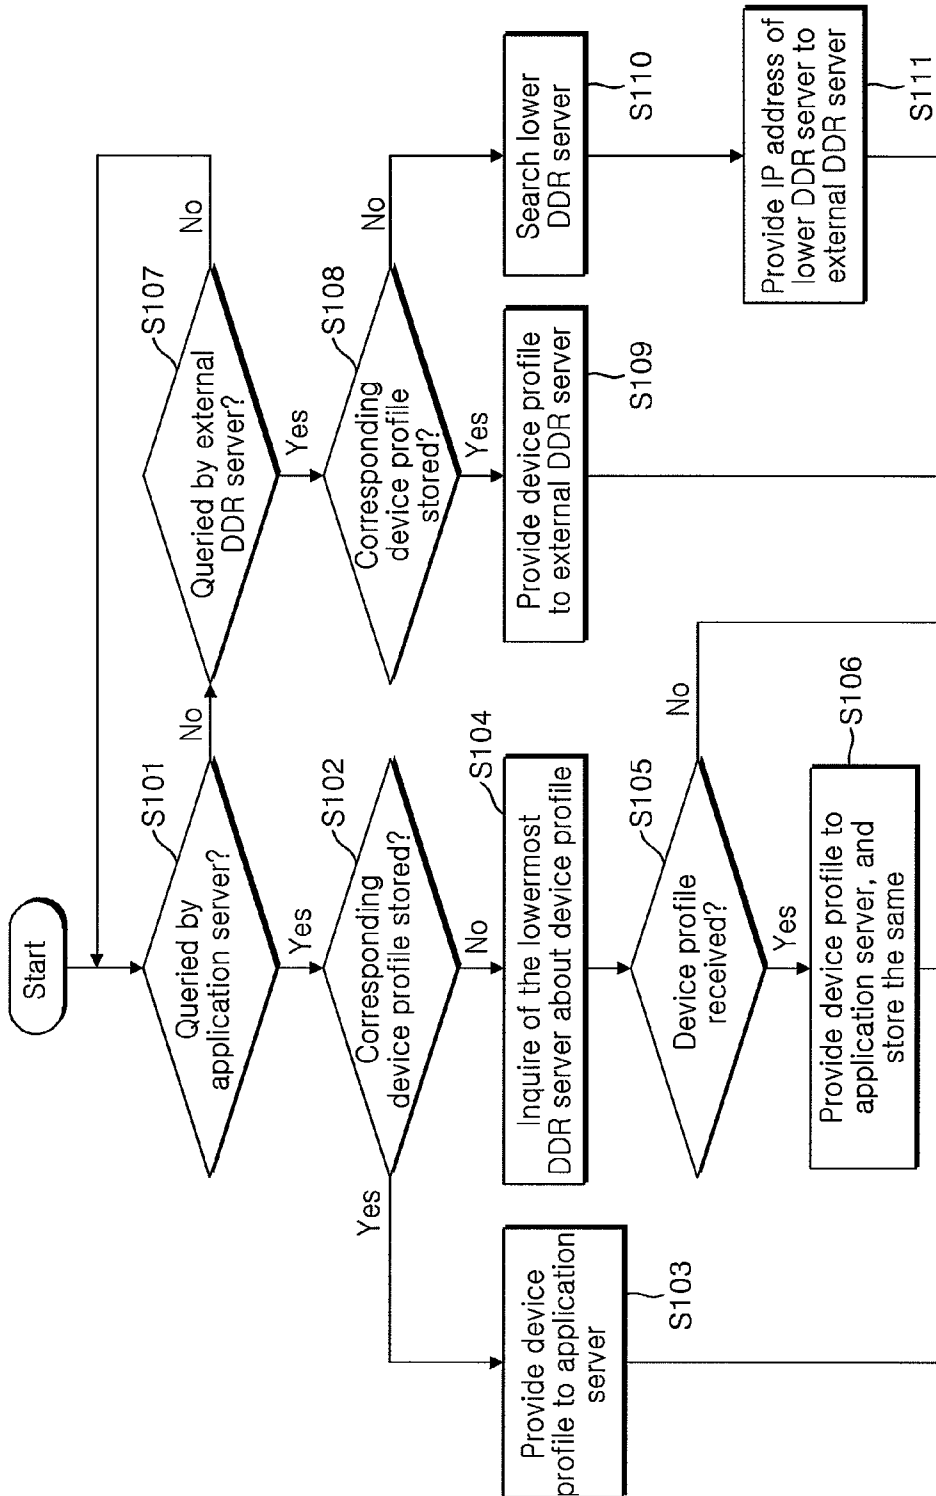 Start
Queried by
application server?
S101
No
Yes
Queried by external
DDR server?
S107
No
Yes
Corresponding
device profile stored?
S102
Yes
No
Corresponding
device profile
stored?
S108
No
Yes
Provide device
profile to application
server
S103
Inquire of the lowermost
DDR server about device profile
S104
Provide device profile
to external DDR server
S109
Search lower
DDR server
S110
Device profile
received?
S105
No
Yes
Provide device profile to
application server, and
store the same
S106
Provide IP address of
lower DDR server to
external DDR server
S111